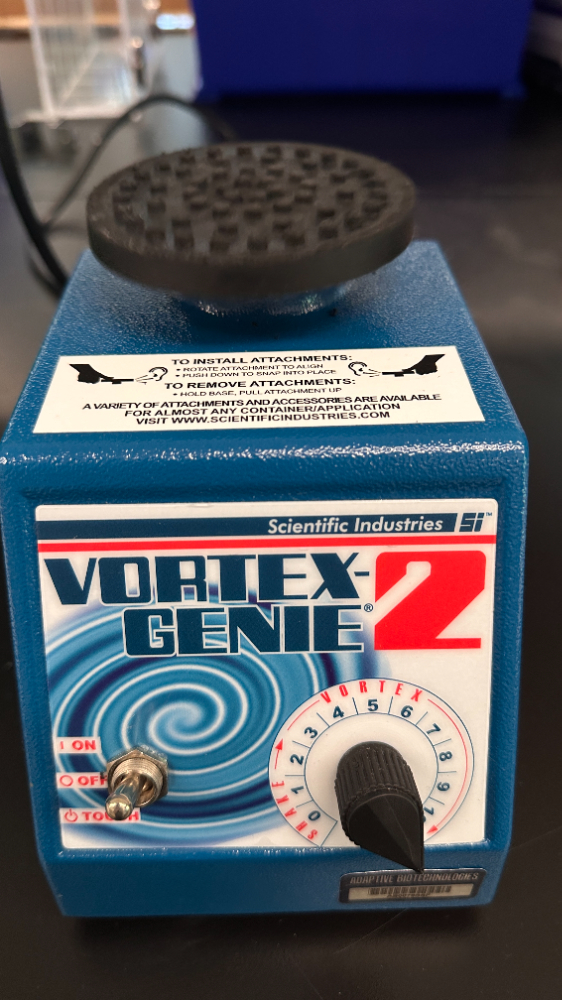 TO INSTALL ATTACHMENTS:
• ROTATE ATTACHMENT TO ALIGN
• PUSH DOWN TO SNAP INTO PLACE
TO REMOVE ATTACHMENTS:
• HOLD BASE, PULL ATTACHMENT UP
A VARIETY OF ATTACHMENTS AND ACCESSORIES ARE AVAILABLE
FOR ALMOST ANY CONTAINER/APPLICATION
VISIT WWW.SCIENTIFICINDUSTRIES.COM
Scientific Industries Si™
VORTEX-
GENIE® 2
VORTEX
SHAKE
0 1 2 3 4 5 6 7 8 9 1
I ON
OFF
TOUCH
ADAPTIVE BIOTECHNOLOGIES